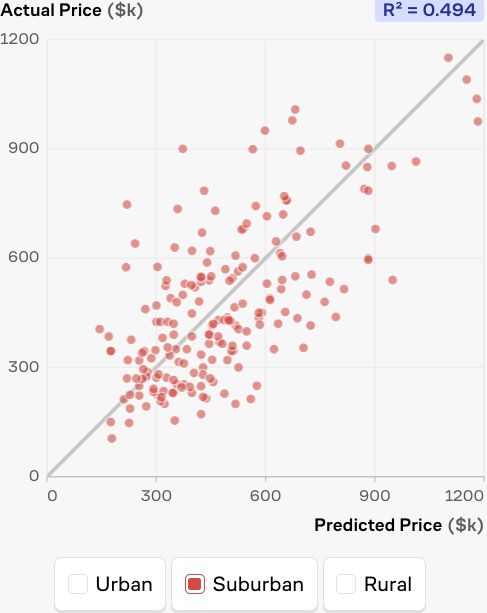 Actual Price ($k)
R² = 0.494
1200
900
600
300
0
0 300 600 900 1200
Predicted Price ($k)
Urban Suburban Rural